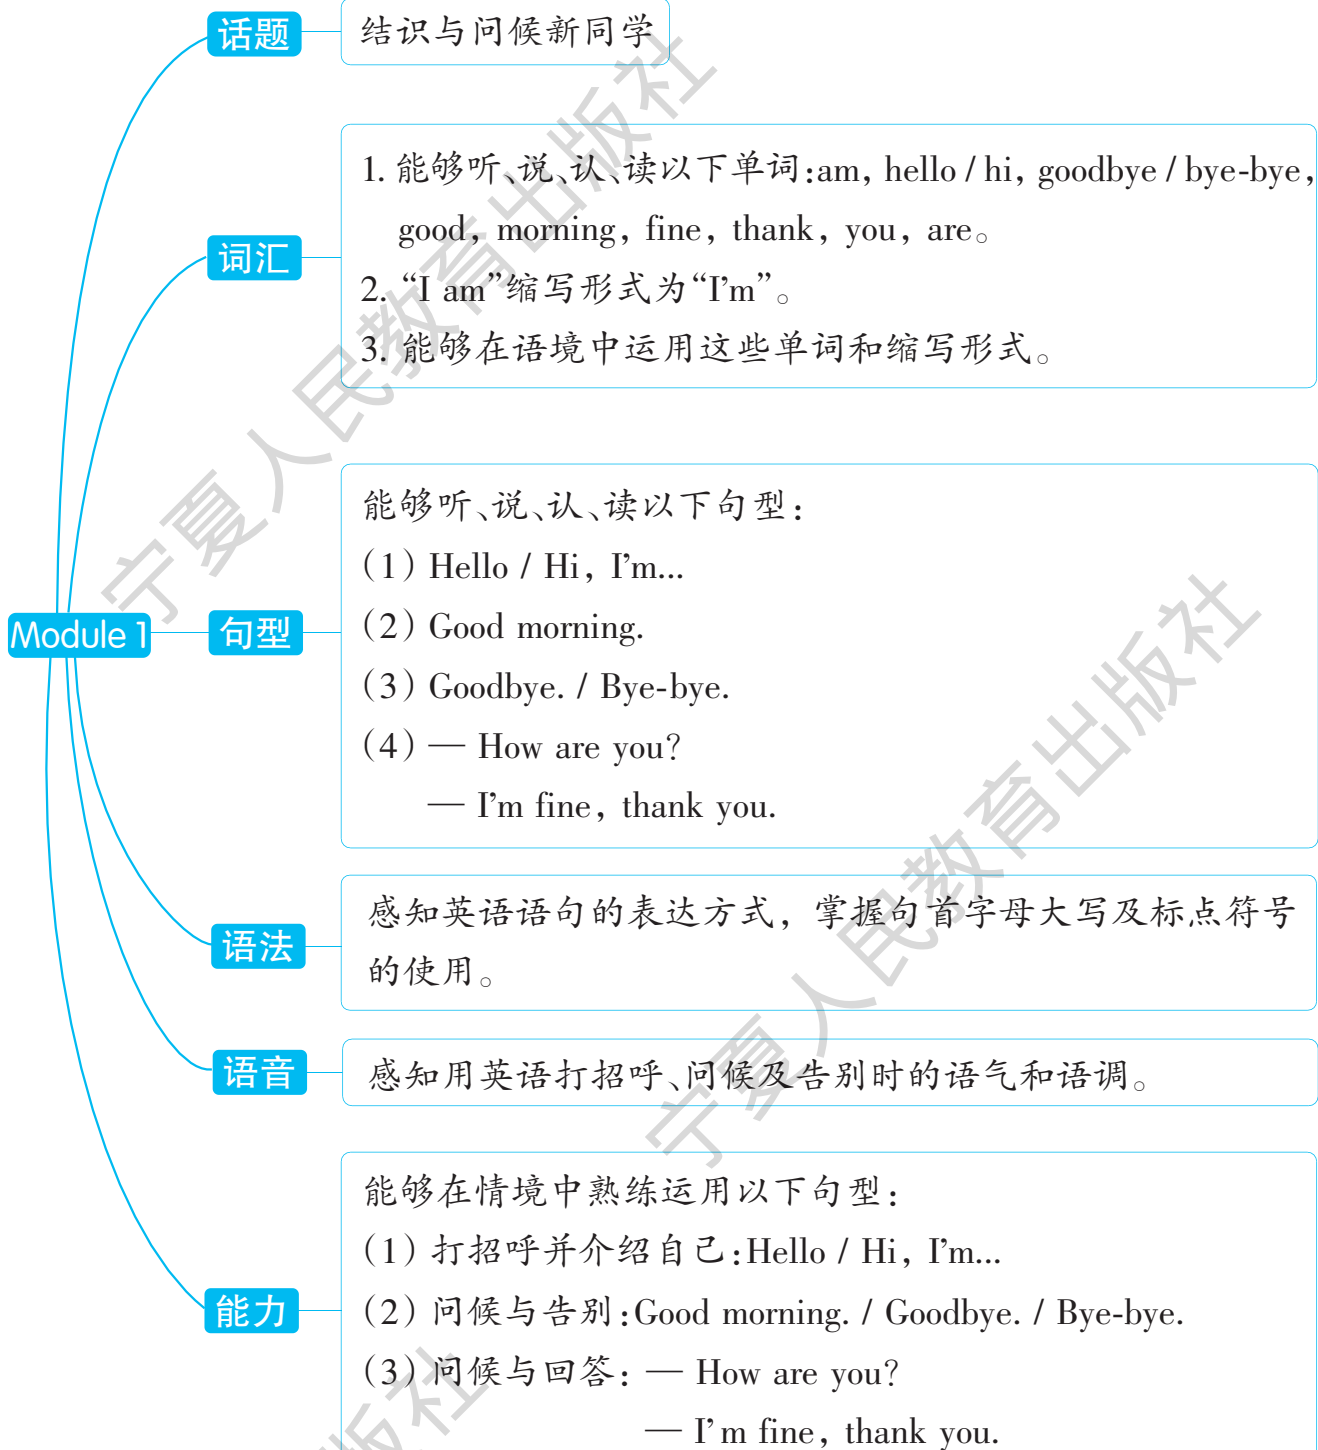 话题
结识与问候新同学
词汇
1. 能够听、说、认、读以下单词:am, hello / hi, goodbye / bye-bye,
good, morning, fine, thank, you, are。
2. “I am”缩写形式为“I’m”。
3. 能够在语境中运用这些单词和缩写形式。
Module 1
句型
能够听、说、认、读以下句型:
(1) Hello / Hi, I’m...
(2) Good morning.
(3) Goodbye. / Bye-bye.
(4) — How are you?
— I’m fine, thank you.
语法
感知英语语句的表达方式, 掌握句首字母大写及标点符号
的使用。
语音
感知用英语打招呼、问候及告别时的语气和语调。
能力
能够在情境中熟练运用以下句型:
(1) 打招呼并介绍自己:Hello / Hi, I’m...
(2) 问候与告别:Good morning. / Goodbye. / Bye-bye.
(3) 问候与回答: — How are you?
— I’m fine, thank you.
宁夏人民教育出版社
宁夏人民教育出版社
版社